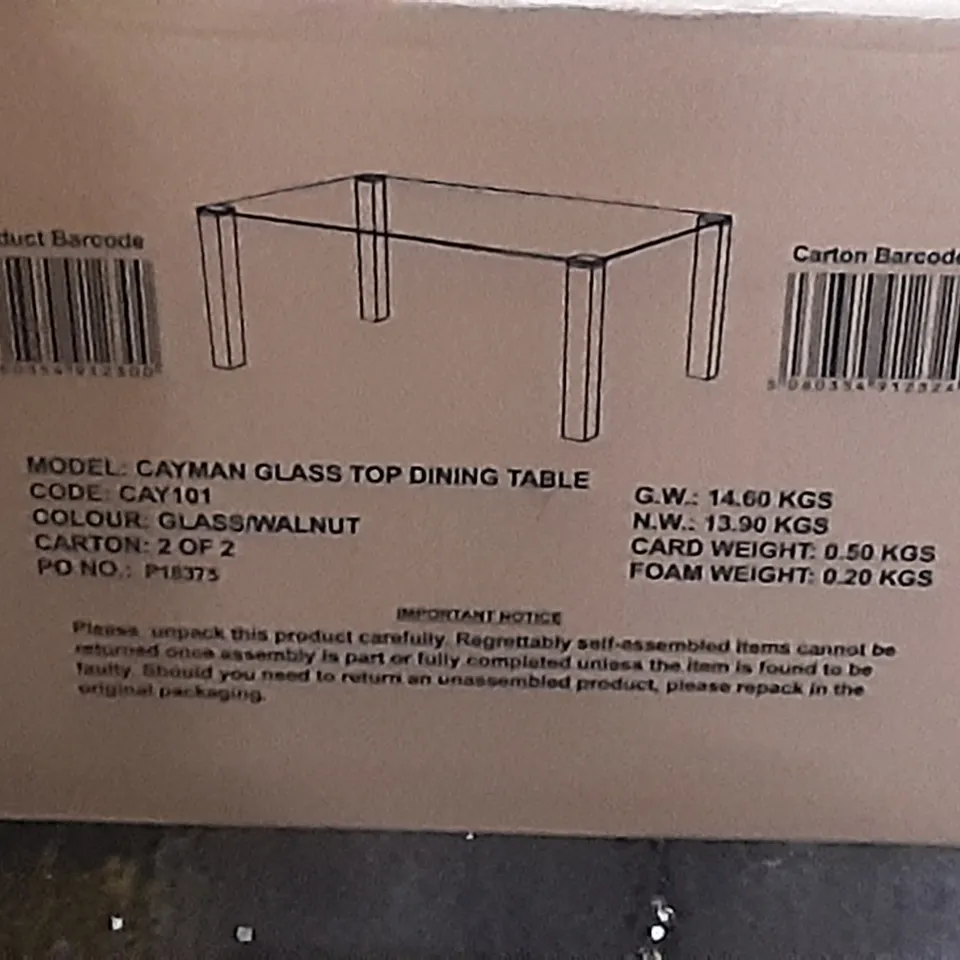 duct Barcode
Carton Barcode
MODEL: CAYMAN GLASS TOP DINING TABLE
CODE: CAY101
COLOUR: GLASS/WALNUT
CARTON: 2 OF 2
PO NO.: P18375
G.W.: 14.60 KGS
N.W.: 13.90 KGS
CARD WEIGHT: 0.50 KGS
FOAM WEIGHT: 0.20 KGS
IMPORTANT NOTICE
Please, unpack this product carefully. Regrettably self-assembled items cannot be
returned once assembly is part or fully completed unless the item is found to be
faulty. Should you need to return an unassembled product, please repack in the
original packaging.